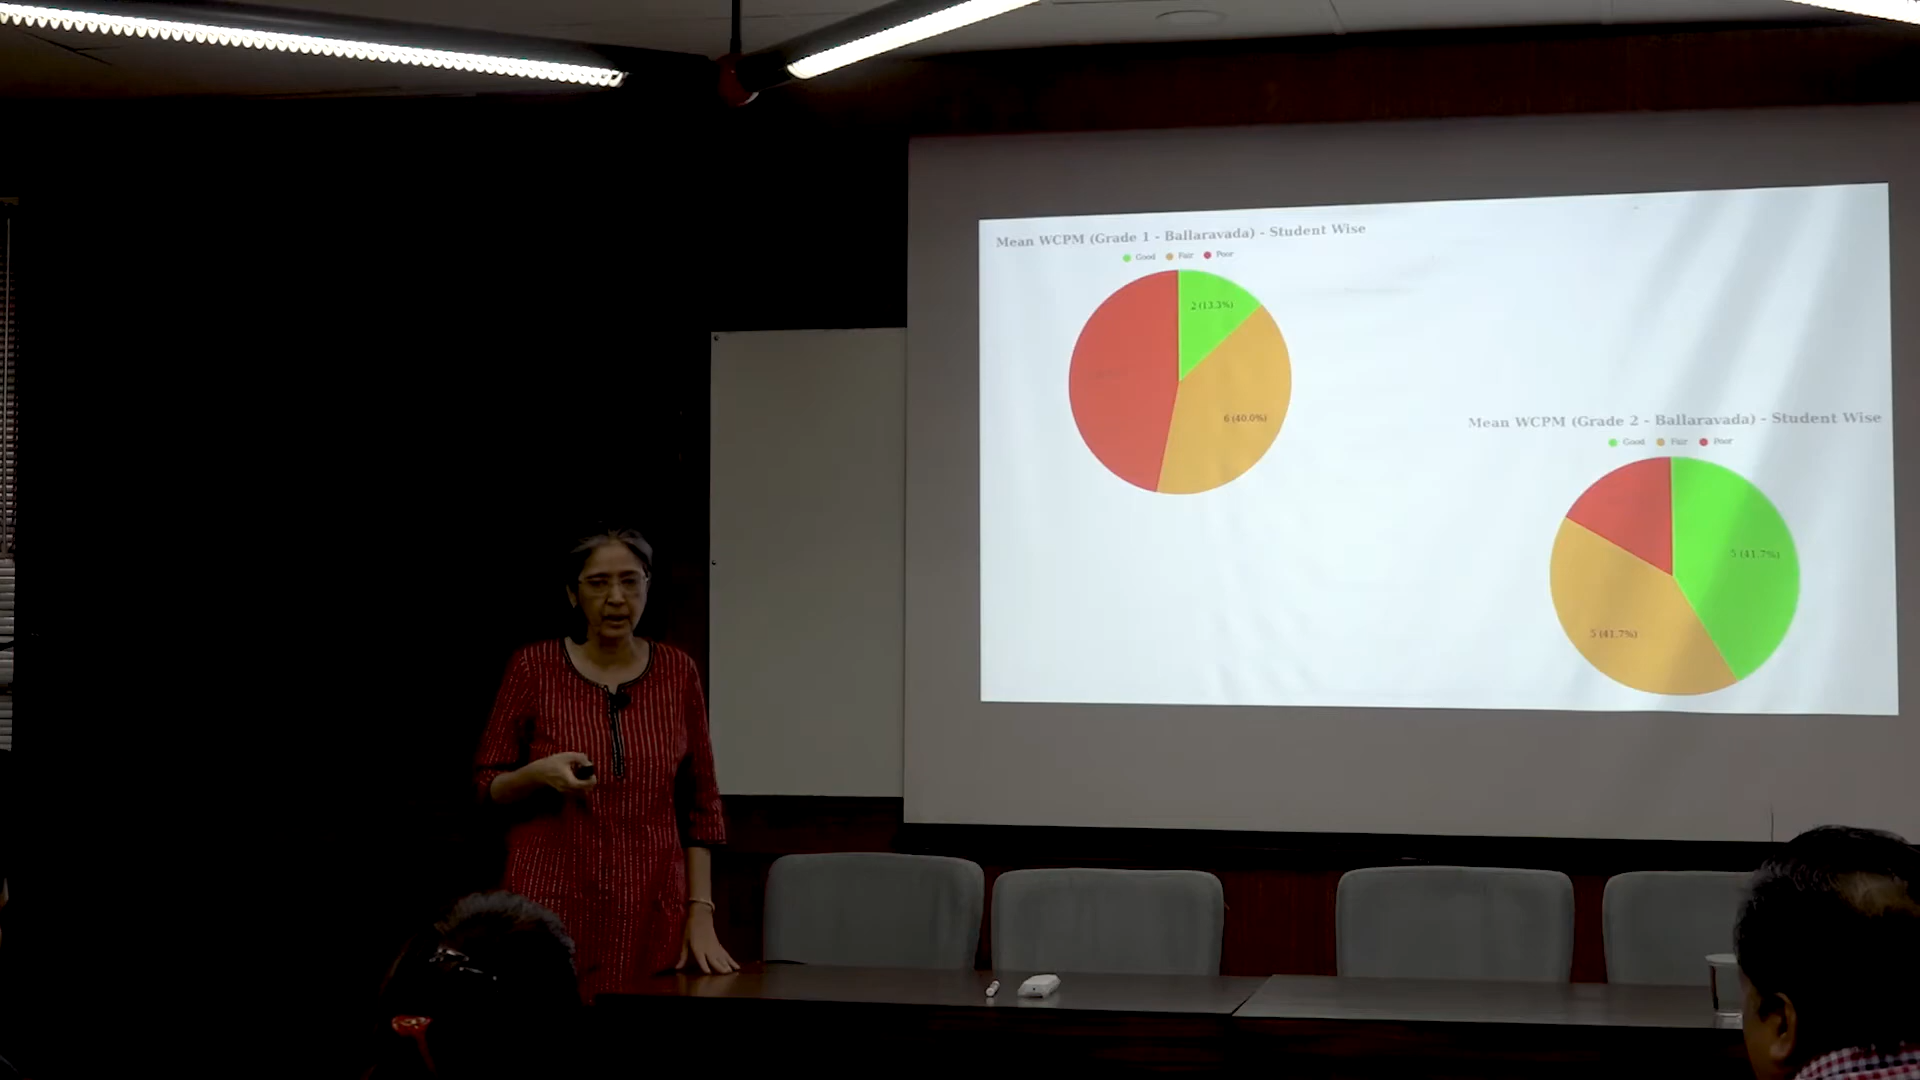 Mean WCPM (Grade 1 - Ballaravada) - Student Wise
Good Fair Poor
2 (13.3%)
6 (40.0%)
Mean WCPM (Grade 2 - Ballaravada) - Student Wise
Good Fair Poor
5 (41.7%)
5 (41.7%)